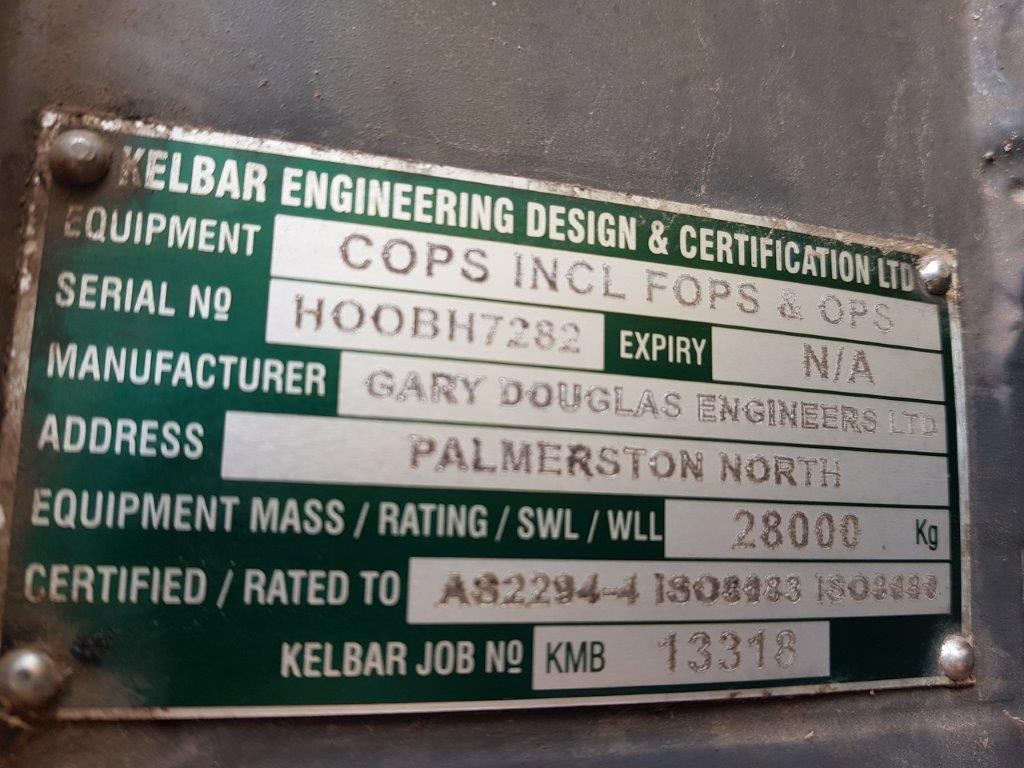 KELBAR ENGINEERING DESIGN & CERTIFICATION LTD
EQUIPMENT COPS INCL FOPS & OPS
SERIAL Nº HOOBH7282 EXPIRY N/A
MANUFACTURER GARY DOUGLAS ENGINEERS LTD
ADDRESS PALMERSTON NORTH
EQUIPMENT MASS / RATING / SWL / WLL 28000 Kg
CERTIFIED / RATED TO AS2294-4
KELBAR JOB Nº KMB 13318